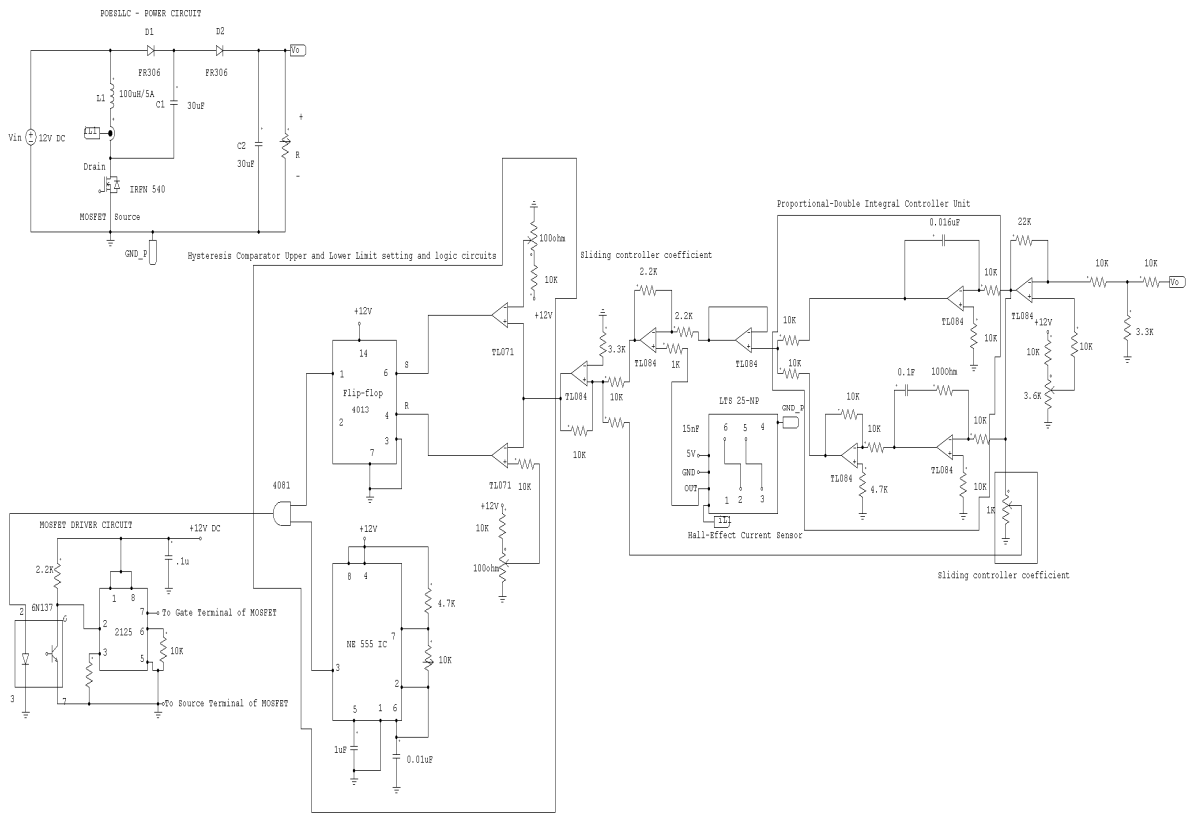 POESLLC - POWER CIRCUIT
D1
D2
Vo
FR306
FR306
L1
100uH/5A
C1
30uF
iL1
Vin
12V DC
C2
30uF
+
R
-
Drain
IRPN 540
MOSFET Source
GND_P
Hysteresis Comparator Upper and Lower Limit setting and logic circuits
100ohm
10K
+12V
TL071
+12V
14
1
6
S
Flip-flop
4013
2
4
R
3
7
TL071
10K
+12V
10K
100ohm
Sliding controller coefficient
2.2K
2.2K
3.3K
TL084
1K
TL084
10K
TL084
10K
Proportional-Double Integral Controller Unit
0.016uF
22K
10K
10K
10K
Vo
TL084
10K
TL084
+12V
10K
10K
3.3K
3.6K
10K
10K
0.1F
100Ohm
10K
10K
10K
TL084
4.7K
TL084
10K
LTS 25-NP
GND_P
15nF
6
5
4
5V
GND
OUT
1
2
3
iL1
Hall-Effect Current Sensor
1K
Sliding controller coefficient
4081
MOSFET DRIVER CIRCUIT
+12V DC
.1u
2.2K
2
6N137
6
1
8
7
To Gate Terminal of MOSFET
2
2125
6
3
5
10K
3
7
To Source Terminal of MOSFET
+12V
8
4
4.7K
NE 555 IC
7
10K
3
2
5
1
6
1uF
0.01uF